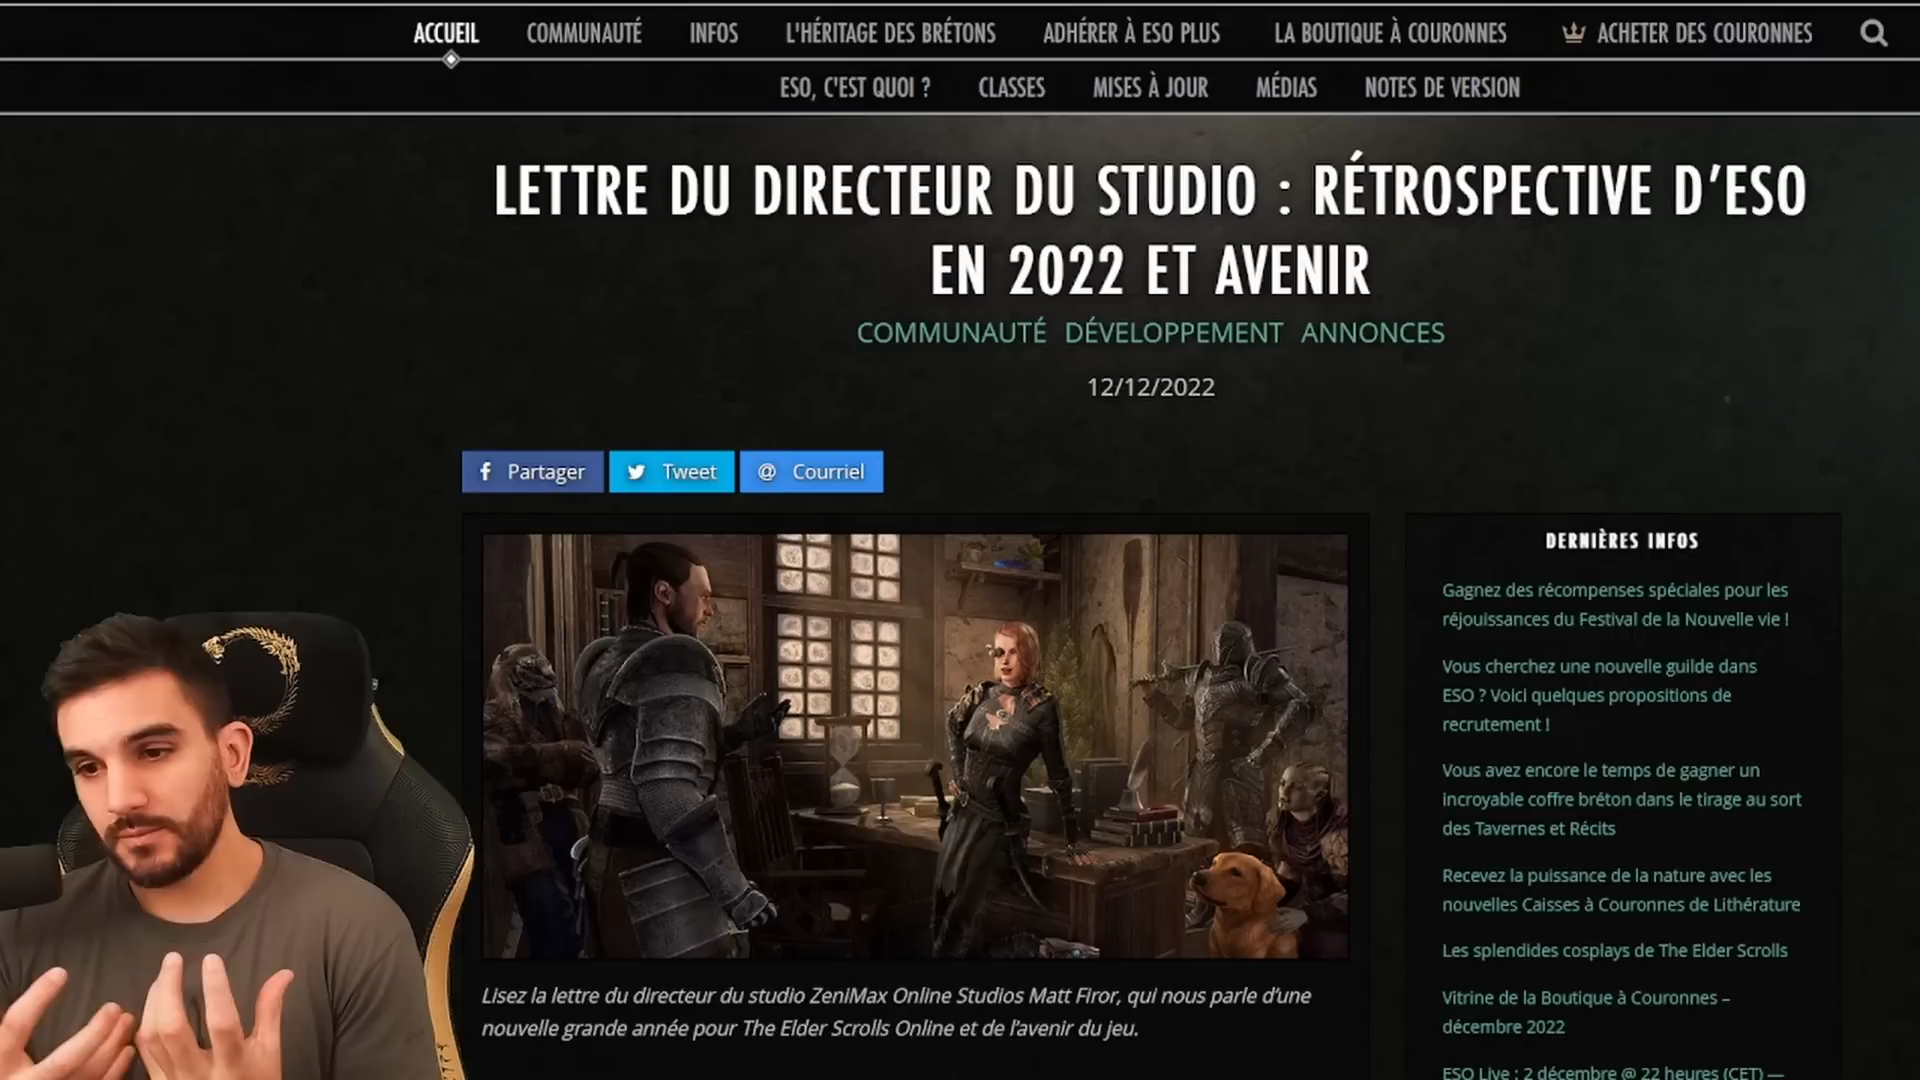 ACCUEIL COMMUNAUTÉ INFOS L'HÉRITAGE DES BRÉTONS ADHÉRER À ESO PLUS LA BOUTIQUE À COURONNES ACHETER DES COURONNES
ESO, C'EST QUOI ? CLASSES MISES À JOUR MÉDIAS NOTES DE VERSION
LETTRE DU DIRECTEUR DU STUDIO : RÉTROSPECTIVE D’ESO
EN 2022 ET AVENIR
COMMUNAUTÉ DÉVELOPPEMENT ANNONCES
12/12/2022
Partager Tweet Courriel
Lisez la lettre du directeur du studio ZeniMax Online Studios Matt Firor, qui nous parle d’une
nouvelle grande année pour The Elder Scrolls Online et de l’avenir du jeu.
DERNIÈRES INFOS
Gagnez des récompenses spéciales pour les
réjouissances du Festival de la Nouvelle vie !
Vous cherchez une nouvelle guilde dans
ESO ? Voici quelques propositions de
recrutement !
Vous avez encore le temps de gagner un
incroyable coffre bréton dans le tirage au sort
des Tavernes et Récits
Recevez la puissance de la nature avec les
nouvelles Caisses à Couronnes de Lithérature
Les splendides cosplays de The Elder Scrolls
Vitrine de la Boutique à Couronnes –
décembre 2022
ESO Live : 2 décembre @ 22 heures (CET) —